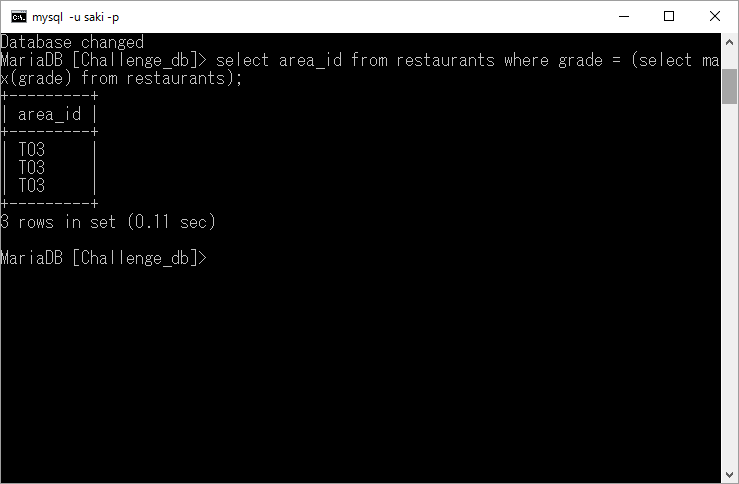 mysql -u saki -p
Database changed
MariaDB [Challenge_db]> select area_id from restaurants where grade = (select ma
x(grade) from restaurants);
+---------+
| area_id |
+---------+
| T03     |
| T03     |
| T03     |
+---------+
3 rows in set (0.11 sec)
MariaDB [Challenge_db]>